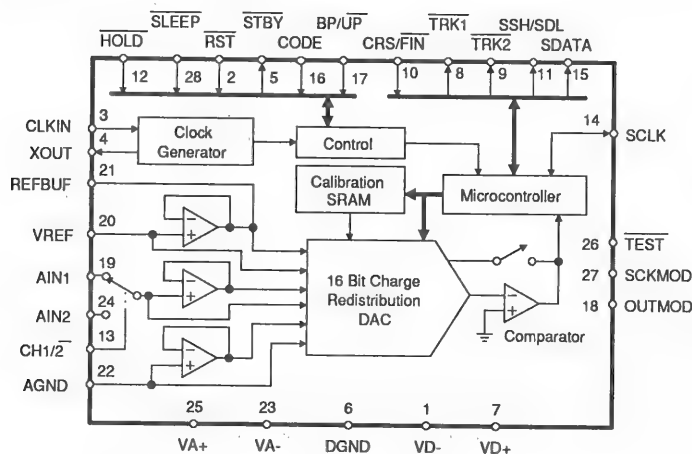 SLEEP STBY BP/UP TRK1 SSH/SDL
HOLD RST CODE CRS/FIN TRK2 SDATA
12 28 2 5 16 17 10 8 9 11 15
CLKIN 3
XOUT 4
Clock Generator
Control
14 SCLK
REFBUF 21
Calibration SRAM
Microcontroller
VREF 20
- +
26 TEST
AIN1 19
- +
16 Bit Charge Redistribution DAC
27 SCKMOD
AIN2 24
- +
18 OUTMOD
CH1/2 13
- +
Comparator
AGND 22
25 23 6 1 7
VA+ VA- DGND VD- VD+